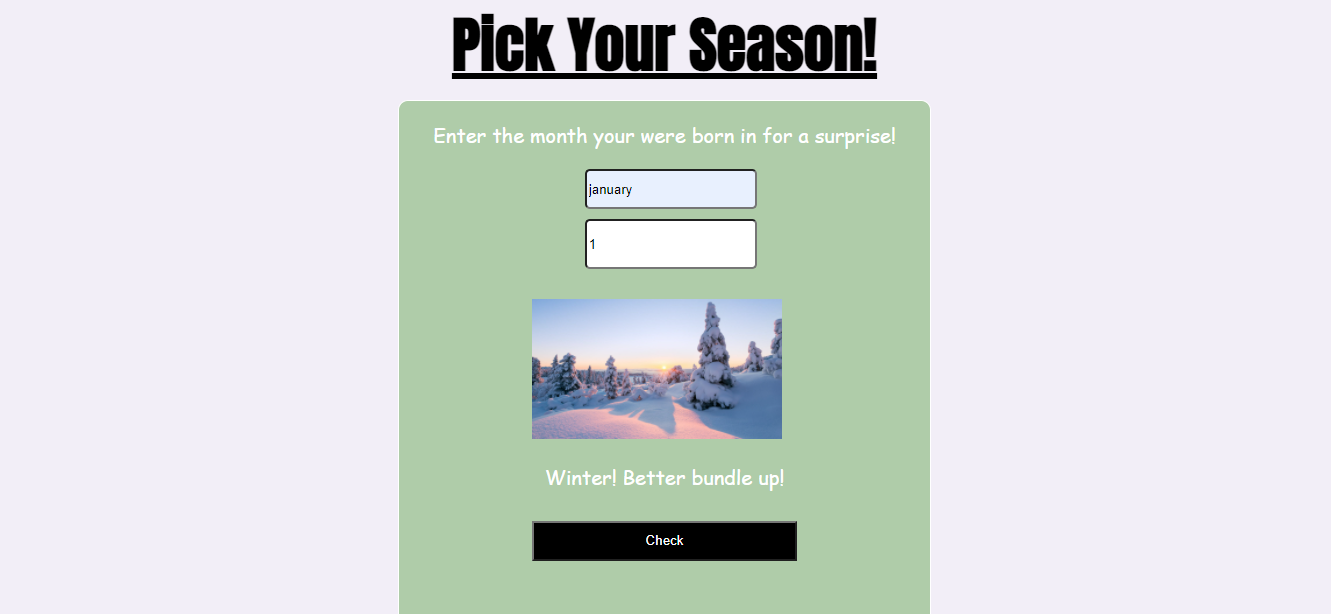 Pick Your Season!
Enter the month your were born in for a surprise!
january
1
Winter! Better bundle up!
Check